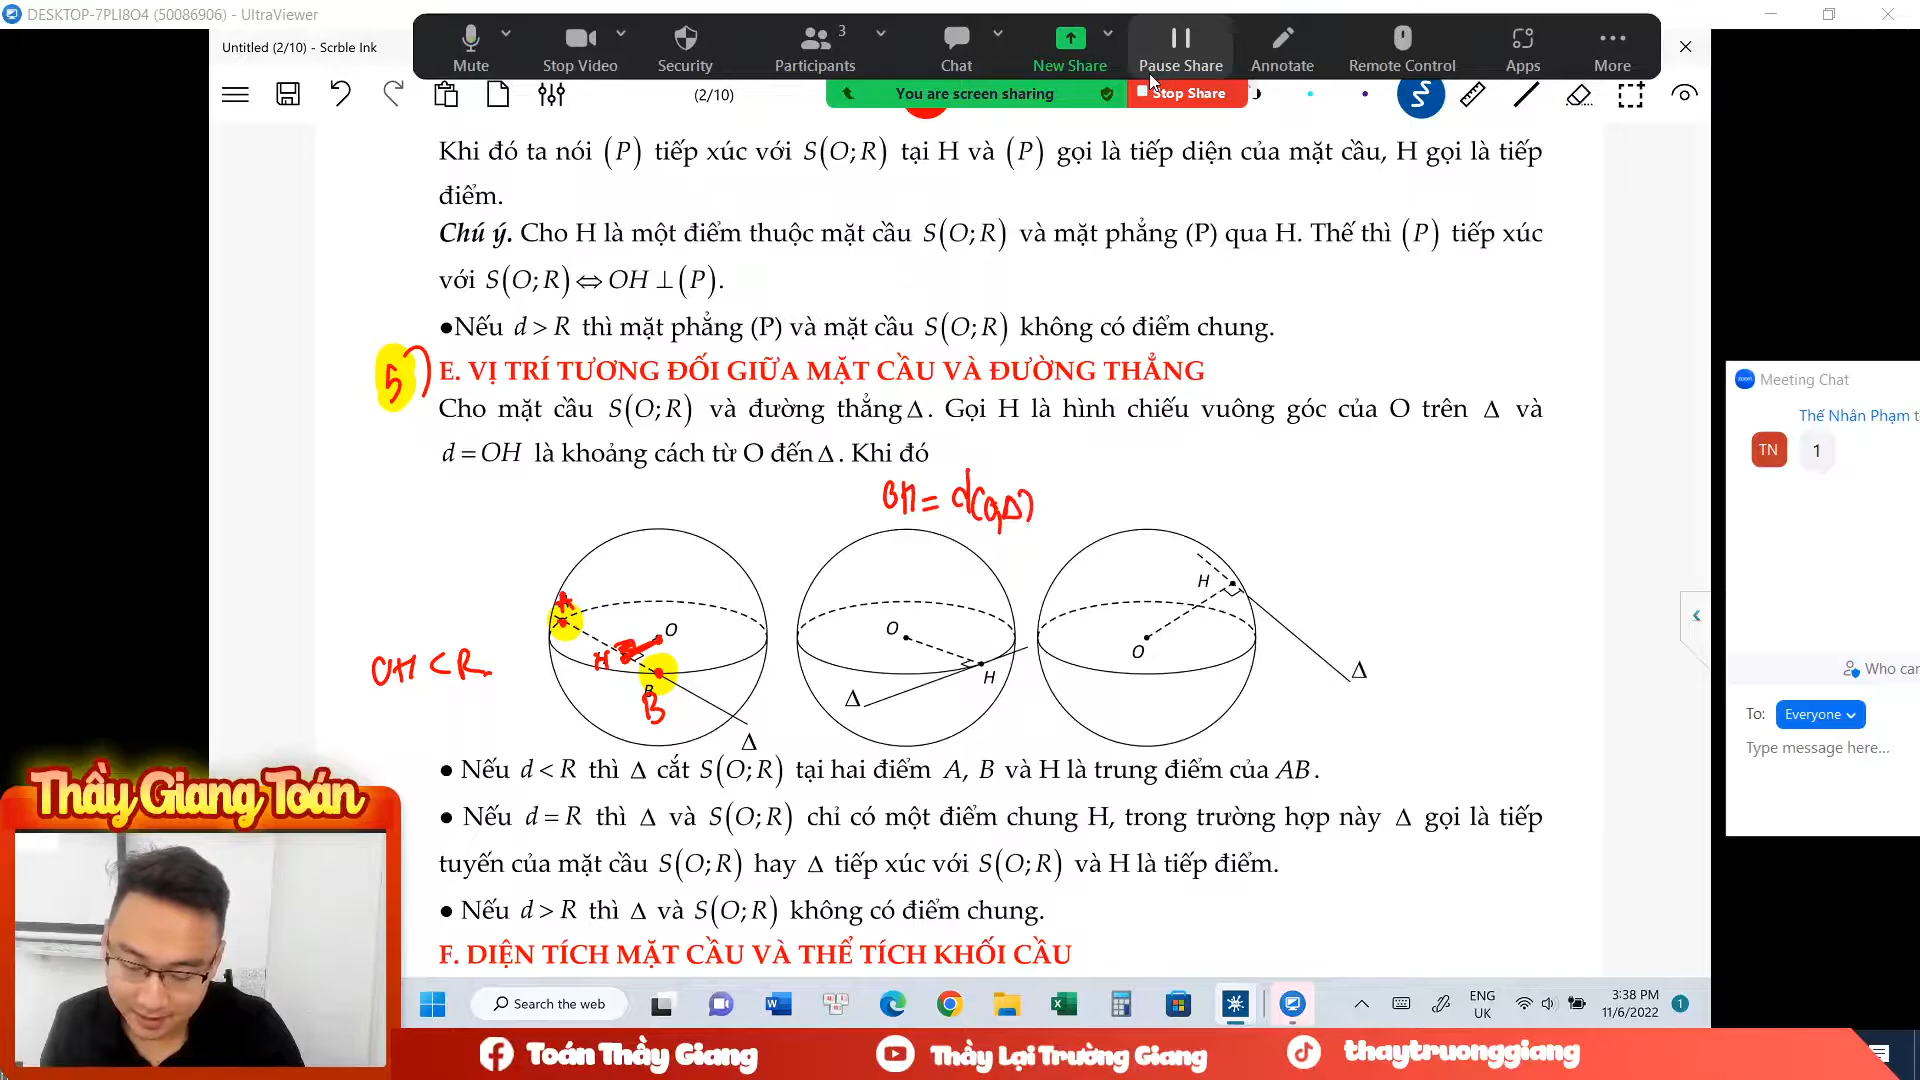 DESKTOP-7PLI8O4 (50086906) - UltraViewer
Untitled (2/10) - Scrble Ink
Mute
Stop Video
Security
Participants
3
Chat
New Share
Pause Share
Annotate
Remote Control
Apps
More
(2/10)
You are screen sharing
Stop Share
Khi đó ta nói (P) tiếp xúc với S(O;R) tại H và (P) gọi là tiếp diện của mặt cầu, H gọi là tiếp
điểm.
Chú ý. Cho H là một điểm thuộc mặt cầu S(O;R) và mặt phẳng (P) qua H. Thế thì (P) tiếp xúc
với S(O;R)⇔OH⊥(P).
●Nếu d>R thì mặt phẳng (P) và mặt cầu S(O;R) không có điểm chung.
5)
E. VỊ TRÍ TƯƠNG ĐỐI GIỮA MẶT CẦU VÀ ĐƯỜNG THẲNG
Cho mặt cầu S(O;R) và đường thẳng Δ. Gọi H là hình chiếu vuông góc của O trên Δ và
d=OH là khoảng cách từ O đến Δ. Khi đó
OH = d(O,Δ)
A
O
H
B
B
Δ
OH < R
O
H
Δ
H
O
Δ
● Nếu d<R thì Δ cắt S(O;R) tại hai điểm A, B và H là trung điểm của AB.
● Nếu d=R thì Δ và S(O;R) chỉ có một điểm chung H, trong trường hợp này Δ gọi là tiếp
tuyến của mặt cầu S(O;R) hay Δ tiếp xúc với S(O;R) và H là tiếp điểm.
● Nếu d>R thì Δ và S(O;R) không có điểm chung.
F. DIỆN TÍCH MẶT CẦU VÀ THỂ TÍCH KHỐI CẦU
Meeting Chat
Thế Nhân Phạm t
TN
1
Who car
To:
Everyone
Type message here...
Thầy Giang Toán
Search the web
ENG
UK
3:38 PM
11/6/2022
1
Toán Thầy Giang
Thầy Lại Trường Giang
thaytruonggiang